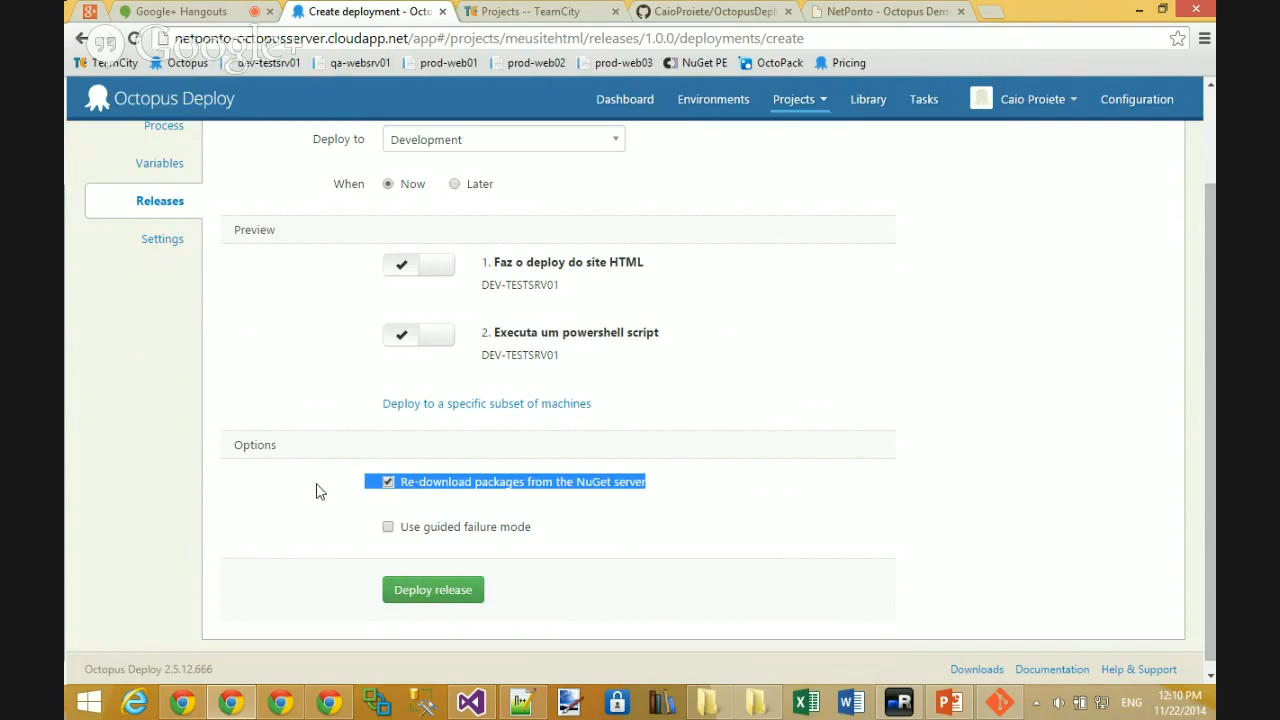 Google+ Hangouts
Create deployment - Octo
Projects -- TeamCity
CaioProiete/OctopusDepl
NetPonto - Octopus Dem
netponto-octopusserver.cloudapp.net/app#/projects/meusitehtml/releases/1.0.0/deployments/create
Google+
TeamCity Octopus dev-testsrv01 qa-websrv01 prod-web01 prod-web02 prod-web03 NuGet PE OctoPack Pricing
Octopus Deploy
Dashboard Environments Projects Library Tasks Caio Proiete Configuration
Process
Variables
Releases
Settings
Deploy to Development
When Now Later
Preview
1. Faz o deploy do site HTML
DEV-TESTSRV01
2. Executa um powershell script
DEV-TESTSRV01
Deploy to a specific subset of machines
Options
Re-download packages from the NuGet server
Use guided failure mode
Deploy release
Octopus Deploy 2.5.12.666
Downloads Documentation Help & Support
ENG
12:10 PM
11/22/2014